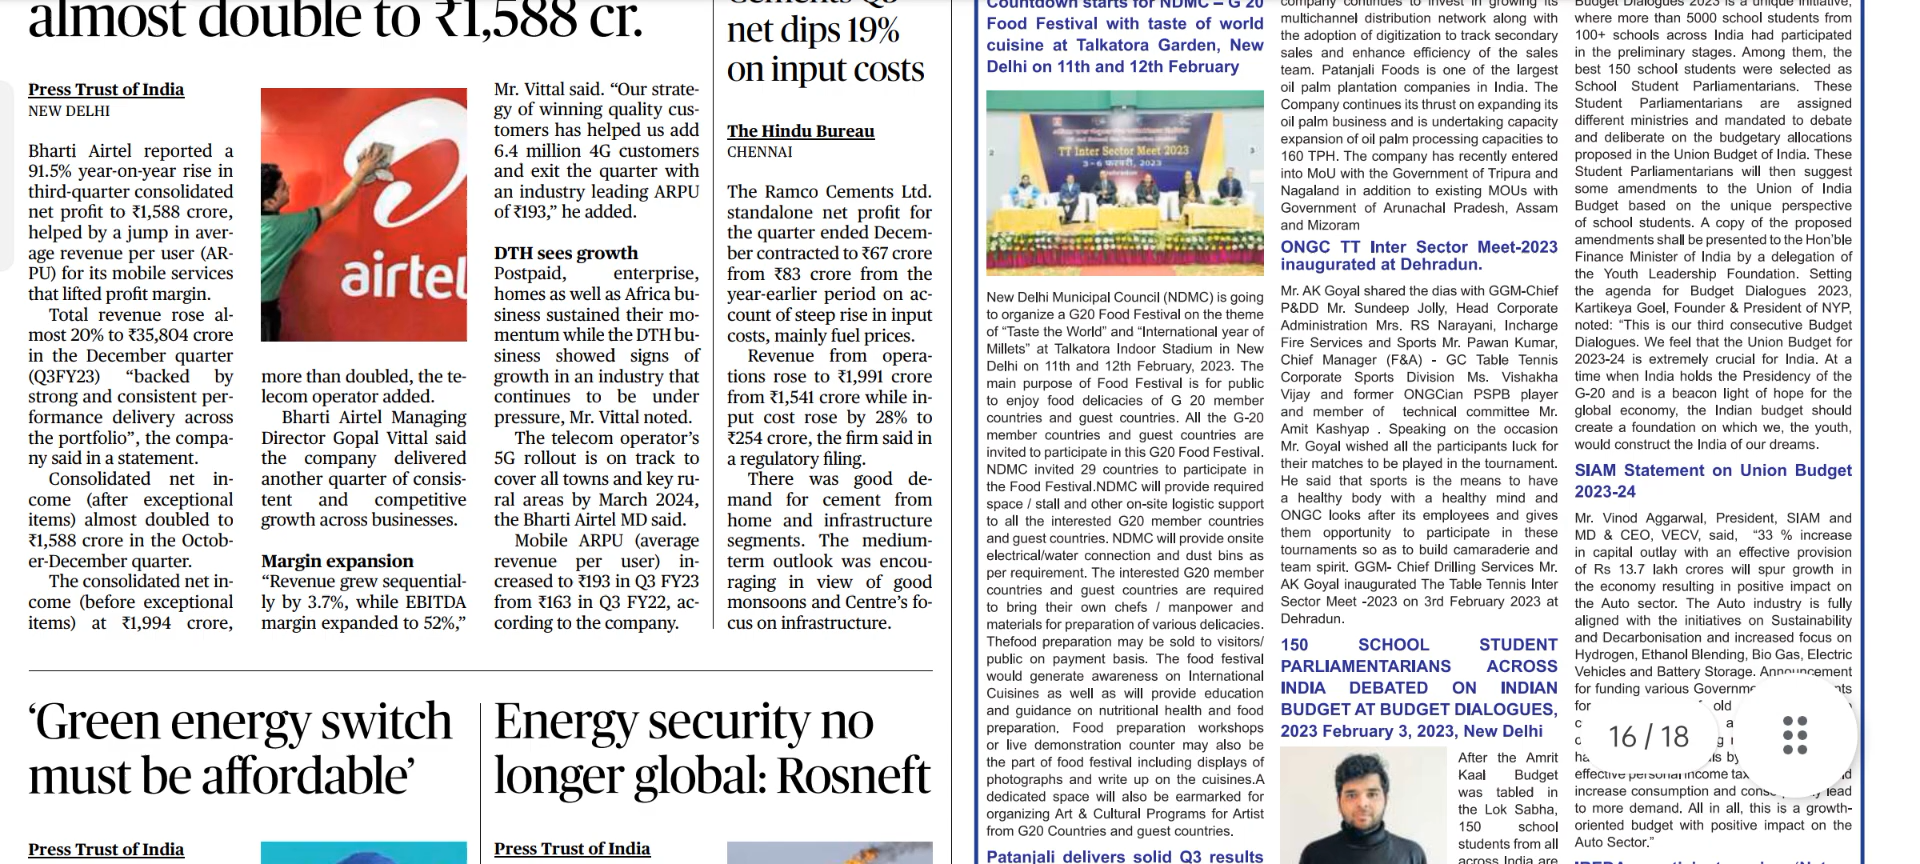 almost double to ₹1,588 cr.
Press Trust of India
NEW DELHI
Bharti Airtel reported a
91.5% year-on-year rise in
third-quarter consolidated
net profit to ₹1,588 crore,
helped by a jump in aver-
age revenue per user (AR-
PU) for its mobile services
that lifted profit margin.
Total revenue rose al-
most 20% to ₹35,804 crore
in the December quarter
(Q3FY23) “backed by
strong and consistent per-
formance delivery across
the portfolio”, the compa-
ny said in a statement.
Consolidated net in-
come (after exceptional
items) almost doubled to
₹1,588 crore in the Octob-
er-December quarter.
The consolidated net in-
come (before exceptional
items) at ₹1,994 crore,
airtel
more than doubled, the te-
lecom operator added.
Bharti Airtel Managing
Director Gopal Vittal said
the company delivered
another quarter of consis-
tent and competitive
growth across businesses.
Margin expansion
“Revenue grew sequential-
ly by 3.7%, while EBITDA
margin expanded to 52%,”
Mr. Vittal said. “Our strate-
gy of winning quality cus-
tomers has helped us add
6.4 million 4G customers
and exit the quarter with
an industry leading ARPU
of ₹193,” he added.
DTH sees growth
Postpaid, enterprise,
homes as well as Africa bu-
siness sustained their mo-
mentum while the DTH bu-
siness showed signs of
growth in an industry that
continues to be under
pressure, Mr. Vittal noted.
The telecom operator’s
5G rollout is on track to
cover all towns and key ru-
ral areas by March 2024,
the Bharti Airtel MD said.
Mobile ARPU (average
revenue per user) in-
creased to ₹193 in Q3 FY23
from ₹163 in Q3 FY22, ac-
cording to the company.
Cements Q3
net dips 19%
on input costs
The Hindu Bureau
CHENNAI
The Ramco Cements Ltd.
standalone net profit for
the quarter ended Decem-
ber contracted to ₹67 crore
from ₹83 crore from the
year-earlier period on ac-
count of steep rise in input
costs, mainly fuel prices.
Revenue from opera-
tions rose to ₹1,991 crore
from ₹1,541 crore while in-
put cost rose by 28% to
₹254 crore, the firm said in
a regulatory filing.
There was good de-
mand for cement from
home and infrastructure
segments. The medium-
term outlook was encou-
raging in view of good
monsoons and Centre’s fo-
cus on infrastructure.
‘Green energy switch
must be affordable’
Press Trust of India
Energy security no
longer global: Rosneft
Press Trust of India
Countdown starts for NDMC – G 20
Food Festival with taste of world
cuisine at Talkatora Garden, New
Delhi on 11th and 12th February
TT Inter Sector Meet 2023
3-6 फरवरी, 2023
Dehradun
New Delhi Municipal Council (NDMC) is going
to organize a G20 Food Festival on the theme
of “Taste the World” and “International year of
Millets” at Talkatora Indoor Stadium in New
Delhi on 11th and 12th February, 2023. The
main purpose of Food Festival is for public
to enjoy food delicacies of G 20 member
countries and guest countries. All the G-20
member countries and guest countries are
invited to participate in this G20 Food Festival.
NDMC invited 29 countries to participate in
the Food Festival.NDMC will provide required
space / stall and other on-site logistic support
to all the interested G20 member countries
and guest countries. NDMC will provide onsite
electrical/water connection and dust bins as
per requirement. The interested G20 member
countries and guest countries are required
to bring their own chefs / manpower and
materials for preparation of various delicacies.
Thefood preparation may be sold to visitors/
public on payment basis. The food festival
would generate awareness on International
Cuisines as well as will provide education
and guidance on nutritional health and food
preparation. Food preparation workshops
or live demonstration counter may also be
the part of food festival including displays of
photographs and write up on the cuisines.A
dedicated space will also be earmarked for
organizing Art & Cultural Programs for Artist
from G20 Countries and guest countries.
Patanjali delivers solid Q3 results
company continues to invest in growing its
multichannel distribution network along with
the adoption of digitization to track secondary
sales and enhance efficiency of the sales
team. Patanjali Foods is one of the largest
oil palm plantation companies in India. The
Company continues its thrust on expanding its
oil palm business and is undertaking capacity
expansion of oil palm processing capacities to
160 TPH. The company has recently entered
into MoU with the Government of Tripura and
Nagaland in addition to existing MOUs with
Government of Arunachal Pradesh, Assam
and Mizoram
ONGC TT Inter Sector Meet-2023
inaugurated at Dehradun.
Mr. AK Goyal shared the dias with GGM-Chief
P&DD Mr. Sundeep Jolly, Head Corporate
Administration Mrs. RS Narayani, Incharge
Fire Services and Sports Mr. Pawan Kumar,
Chief Manager (F&A) - GC Table Tennis
Corporate Sports Division Ms. Vishakha
Vijay and former ONGCian PSPB player
and member of technical committee Mr.
Amit Kashyap . Speaking on the occasion
Mr. Goyal wished all the participants luck for
their matches to be played in the tournament.
He said that sports is the means to have
a healthy body with a healthy mind and
ONGC looks after its employees and gives
them opportunity to participate in these
tournaments so as to build camaraderie and
team spirit. GGM- Chief Drilling Services Mr.
AK Goyal inaugurated The Table Tennis Inter
Sector Meet -2023 on 3rd February 2023 at
Dehradun.
150 SCHOOL STUDENT
PARLIAMENTARIANS ACROSS
INDIA DEBATED ON INDIAN
BUDGET AT BUDGET DIALOGUES,
2023 February 3, 2023, New Delhi
After the Amrit
Kaal Budget
was tabled in
the Lok Sabha,
150 school
students from all
across India are
Budget Dialogues 2023 is a unique initiative,
where more than 5000 school students from
100+ schools across India had participated
in the preliminary stages. Among them, the
best 150 school students were selected as
School Student Parliamentarians. These
Student Parliamentarians are assigned
different ministries and mandated to debate
and deliberate on the budgetary allocations
proposed in the Union Budget of India. These
Student Parliamentarians will then suggest
some amendments to the Union of India
Budget based on the unique perspective
of school students. A copy of the proposed
amendments shall be presented to the Hon’ble
Finance Minister of India by a delegation of
the Youth Leadership Foundation. Setting
the agenda for Budget Dialogues 2023,
Kartikeya Goel, Founder & President of NYP,
noted: “This is our third consecutive Budget
Dialogues. We feel that the Union Budget for
2023-24 is extremely crucial for India. At a
time when India holds the Presidency of the
G-20 and is a beacon light of hope for the
global economy, the Indian budget should
create a foundation on which we, the youth,
would construct the India of our dreams.
SIAM Statement on Union Budget
2023-24
Mr. Vinod Aggarwal, President, SIAM and
MD & CEO, VECV, said, “33 % increase
in capital outlay with an effective provision
of Rs 13.7 lakh crores will spur growth in
the economy resulting in positive impact on
the Auto sector. The Auto industry is fully
aligned with the initiatives on Sustainability
and Decarbonisation and increased focus on
Hydrogen, Ethanol Blending, Bio Gas, Electric
Vehicles and Battery Storage. Announcement
for funding various
for old
16 / 18
effective personal income tax
increase consumption and lead
to more demand. All in all, this is a growth-
oriented budget with positive impact on the
Auto Sector.”